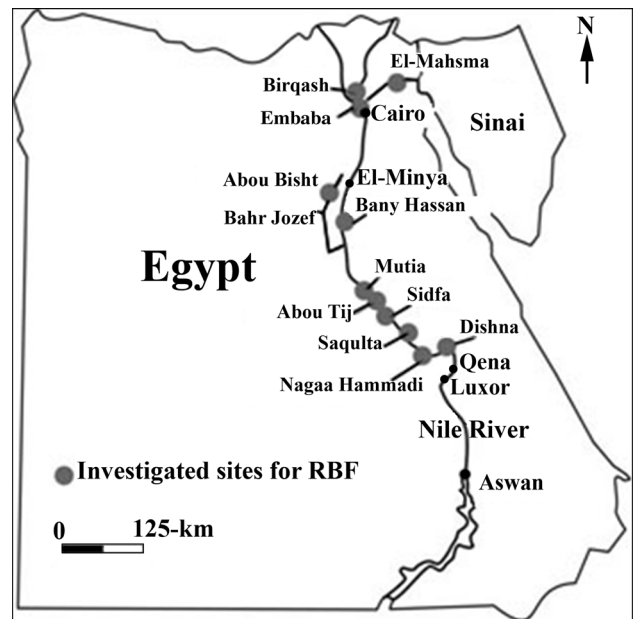 N
El-Mahsma
Birqash
Embaba
Cairo
Sinai
Abou Bisht
El-Minya
Bahr Jozef
Bany Hassan
Egypt
Mutia
Abou Tij
Sidfa
Saqulta
Dishna
Qena
Nagaa Hammadi
Luxor
Nile River
Investigated sites for RBF
Aswan
0 125-km